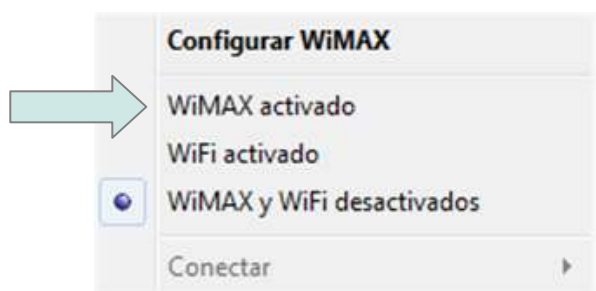 Configurar WiMAX
WiMAX activado
WiFi activado
WiMAX y WiFi desactivados
Conectar